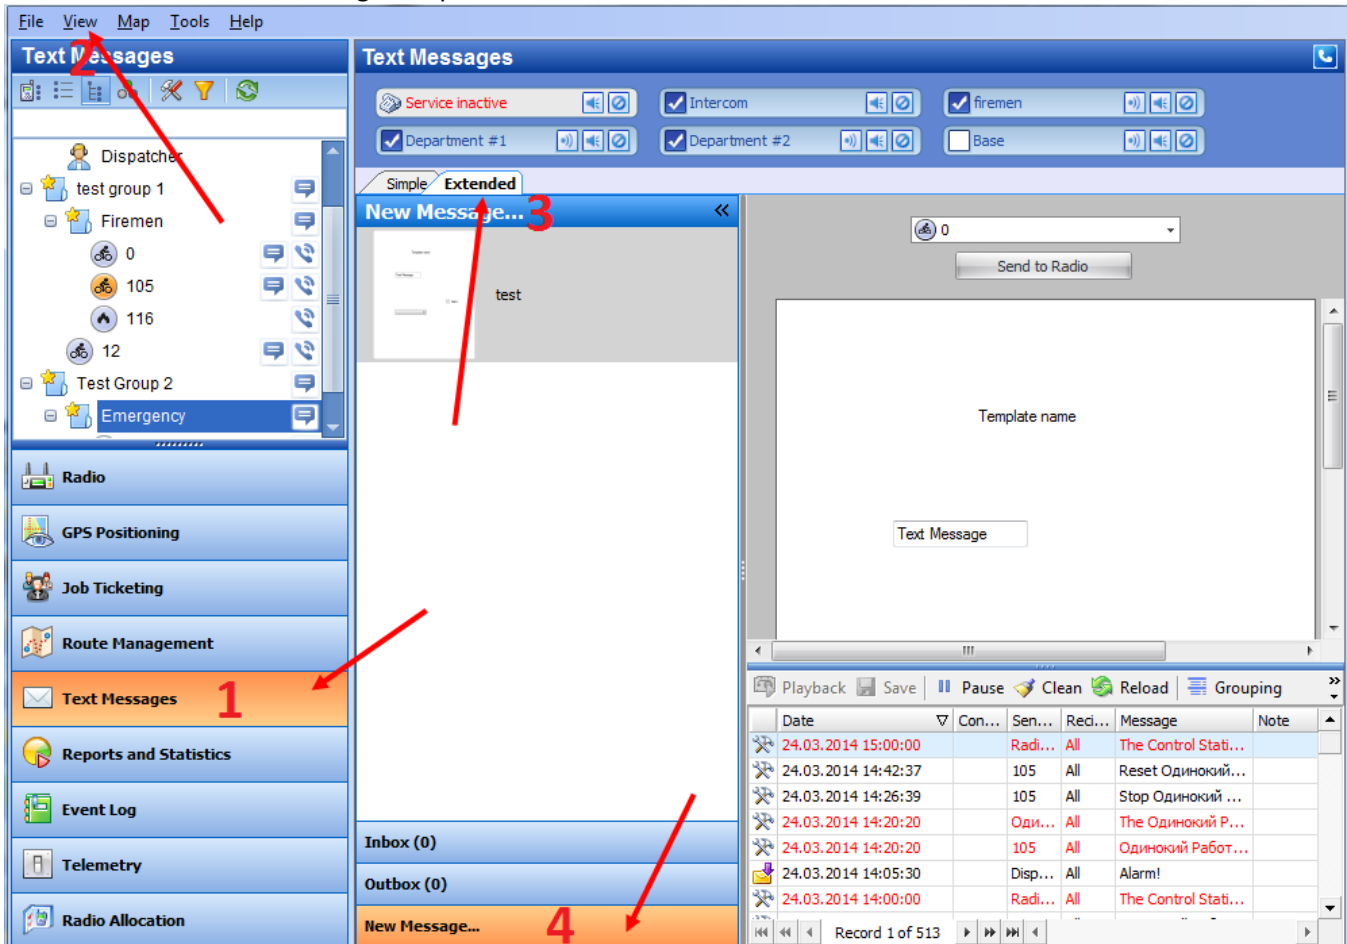 File View Map Tools Help
Text Messages
2
Dispatcher
test group 1
Firemen
0
105
116
12
Test Group 2
Emergency
Radio
GPS Positioning
Job Ticketing
Route Management
Text Messages 1
Reports and Statistics
Event Log
Telemetry
Radio Allocation
Text Messages
Service inactive Intercom firemen
Department #1 Department #2 Base
Simple Extended
New Message... 3
test
Inbox (0)
Outbox (0)
New Message... 4
0
Send to Radio
Template name
Text Message
Playback Save Pause Clean Reload Grouping
Date Con... Sen... Reci... Message Note
24.03.2014 15:00:00 Radi... All The Control Stati...
24.03.2014 14:42:37 105 All Reset Одинокий...
24.03.2014 14:26:39 105 All Stop Одинокий ...
24.03.2014 14:20:20 Оди... All The Одинокий Р...
24.03.2014 14:20:20 105 All Одинокий Работ...
24.03.2014 14:05:30 Disp... All Alarm!
24.03.2014 14:00:00 Radi... All The Control Stati...
Record 1 of 513